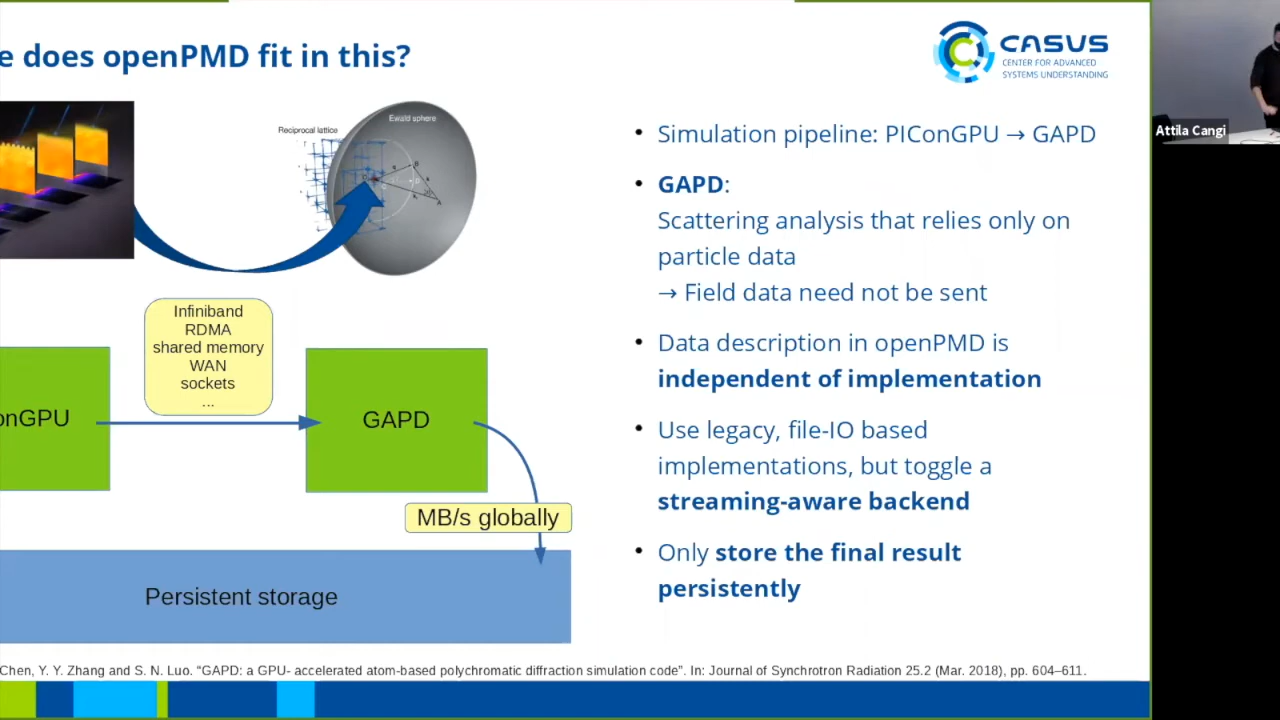 e does openPMD fit in this?
CASUS
CENTER FOR ADVANCED
SYSTEMS UNDERSTANDING
Attila Cangi
Reciprocal lattice
Ewald sphere
• Simulation pipeline: PIConGPU → GAPD
• GAPD:
Scattering analysis that relies only on
particle data
→ Field data need not be sent
• Data description in openPMD is
independent of implementation
• Use legacy, file-IO based
implementations, but toggle a
streaming-aware backend
• Only store the final result
persistently
Infiniband
RDMA
shared memory
WAN
sockets
...
onGPU
GAPD
MB/s globally
Persistent storage
Chen, Y. Y. Zhang and S. N. Luo. “GAPD: a GPU- accelerated atom-based polychromatic diffraction simulation code”. In: Journal of Synchrotron Radiation 25.2 (Mar. 2018), pp. 604–611.